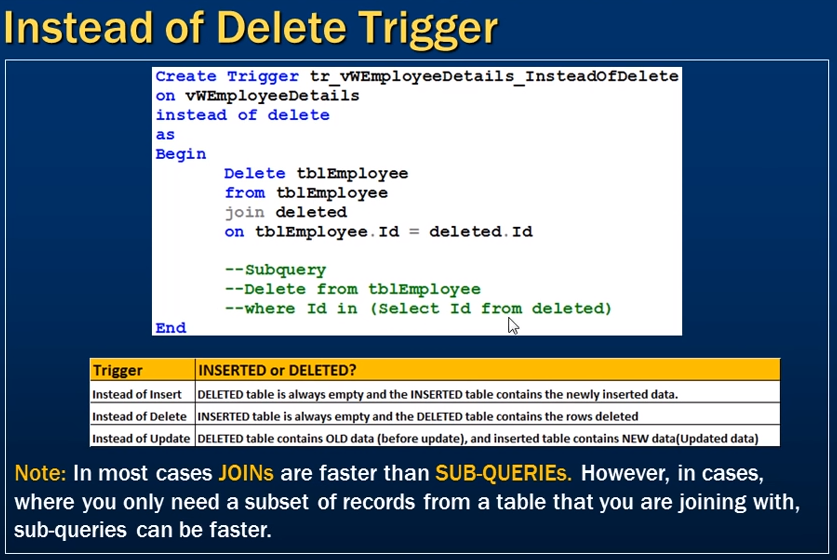 Instead of Delete Trigger
Create Trigger tr_vWEmployeeDetails_InsteadOfDelete
on vWEmployeeDetails
instead of delete
as
Begin
Delete tblEmployee
from tblEmployee
join deleted
on tblEmployee.Id = deleted.Id
--Subquery
--Delete from tblEmployee
--where Id in (Select Id from deleted)
End
Trigger INSERTED or DELETED?
Instead of Insert DELETED table is always empty and the INSERTED table contains the newly inserted data.
Instead of Delete INSERTED table is always empty and the DELETED table contains the rows deleted
Instead of Update DELETED table contains OLD data (before update), and inserted table contains NEW data(Updated data)
Note: In most cases JOINs are faster than SUB-QUERIEs. However, in cases,
where you only need a subset of records from a table that you are joining with,
sub-queries can be faster.